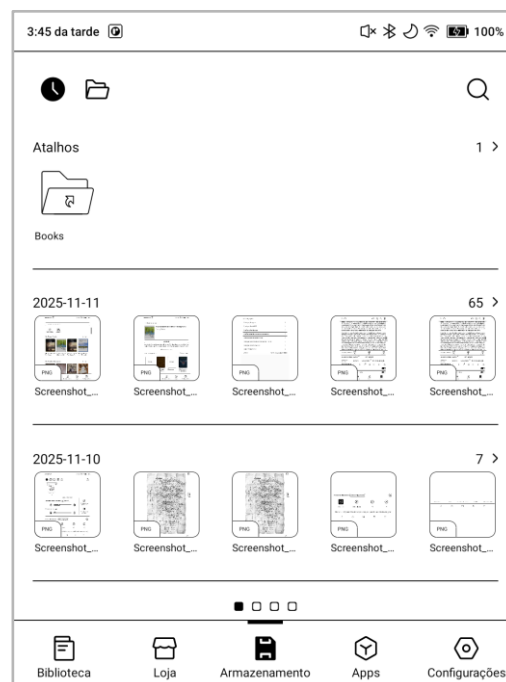 3:45 da tarde 100%
Atalhos 1
Books
2025-11-11 65
PNG PNG PNG PNG PNG
Screenshot_... Screenshot_... Screenshot_... Screenshot_... Screenshot_...
2025-11-10 7
PNG PNG PNG PNG PNG
Screenshot_... Screenshot_... Screenshot_... Screenshot_... Screenshot_...
Biblioteca Loja Armazenamento Apps Configurações